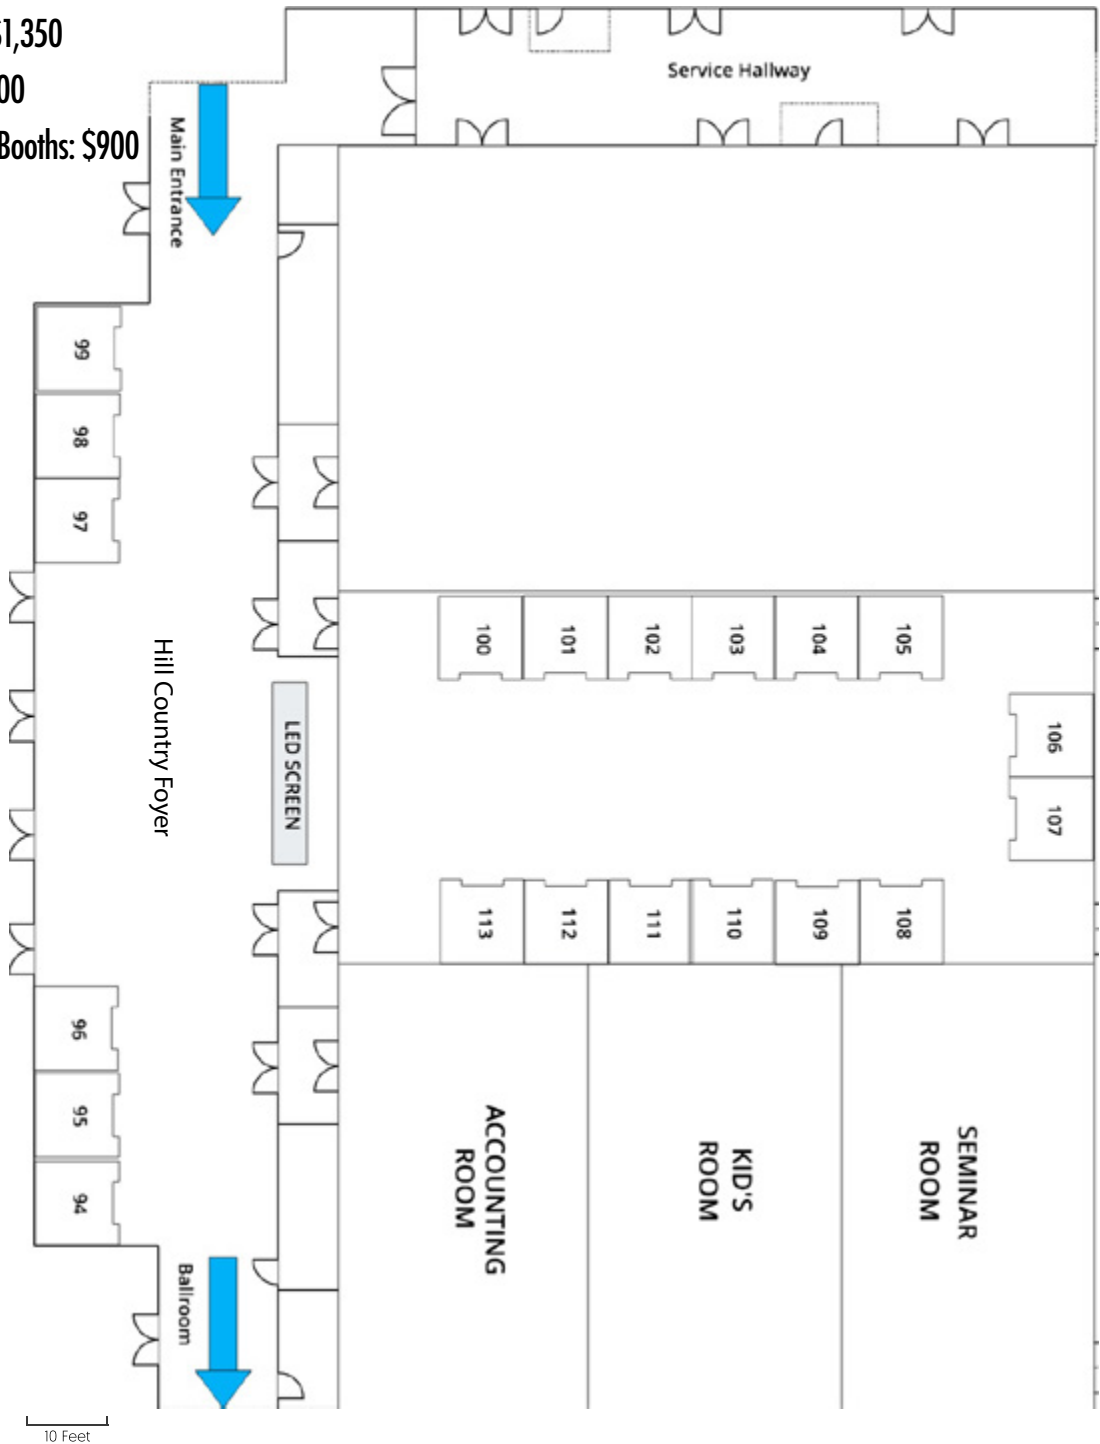 $1,350
00
Booths: $900
Service Hallway
Main Entrance
99
98
97
100
101
102
103
104
105
106
107
Hill Country Foyer
LED SCREEN
113
112
111
110
109
108
96
95
94
ACCOUNTING
ROOM
KID'S
ROOM
SEMINAR
ROOM
Ballroom
10 Feet